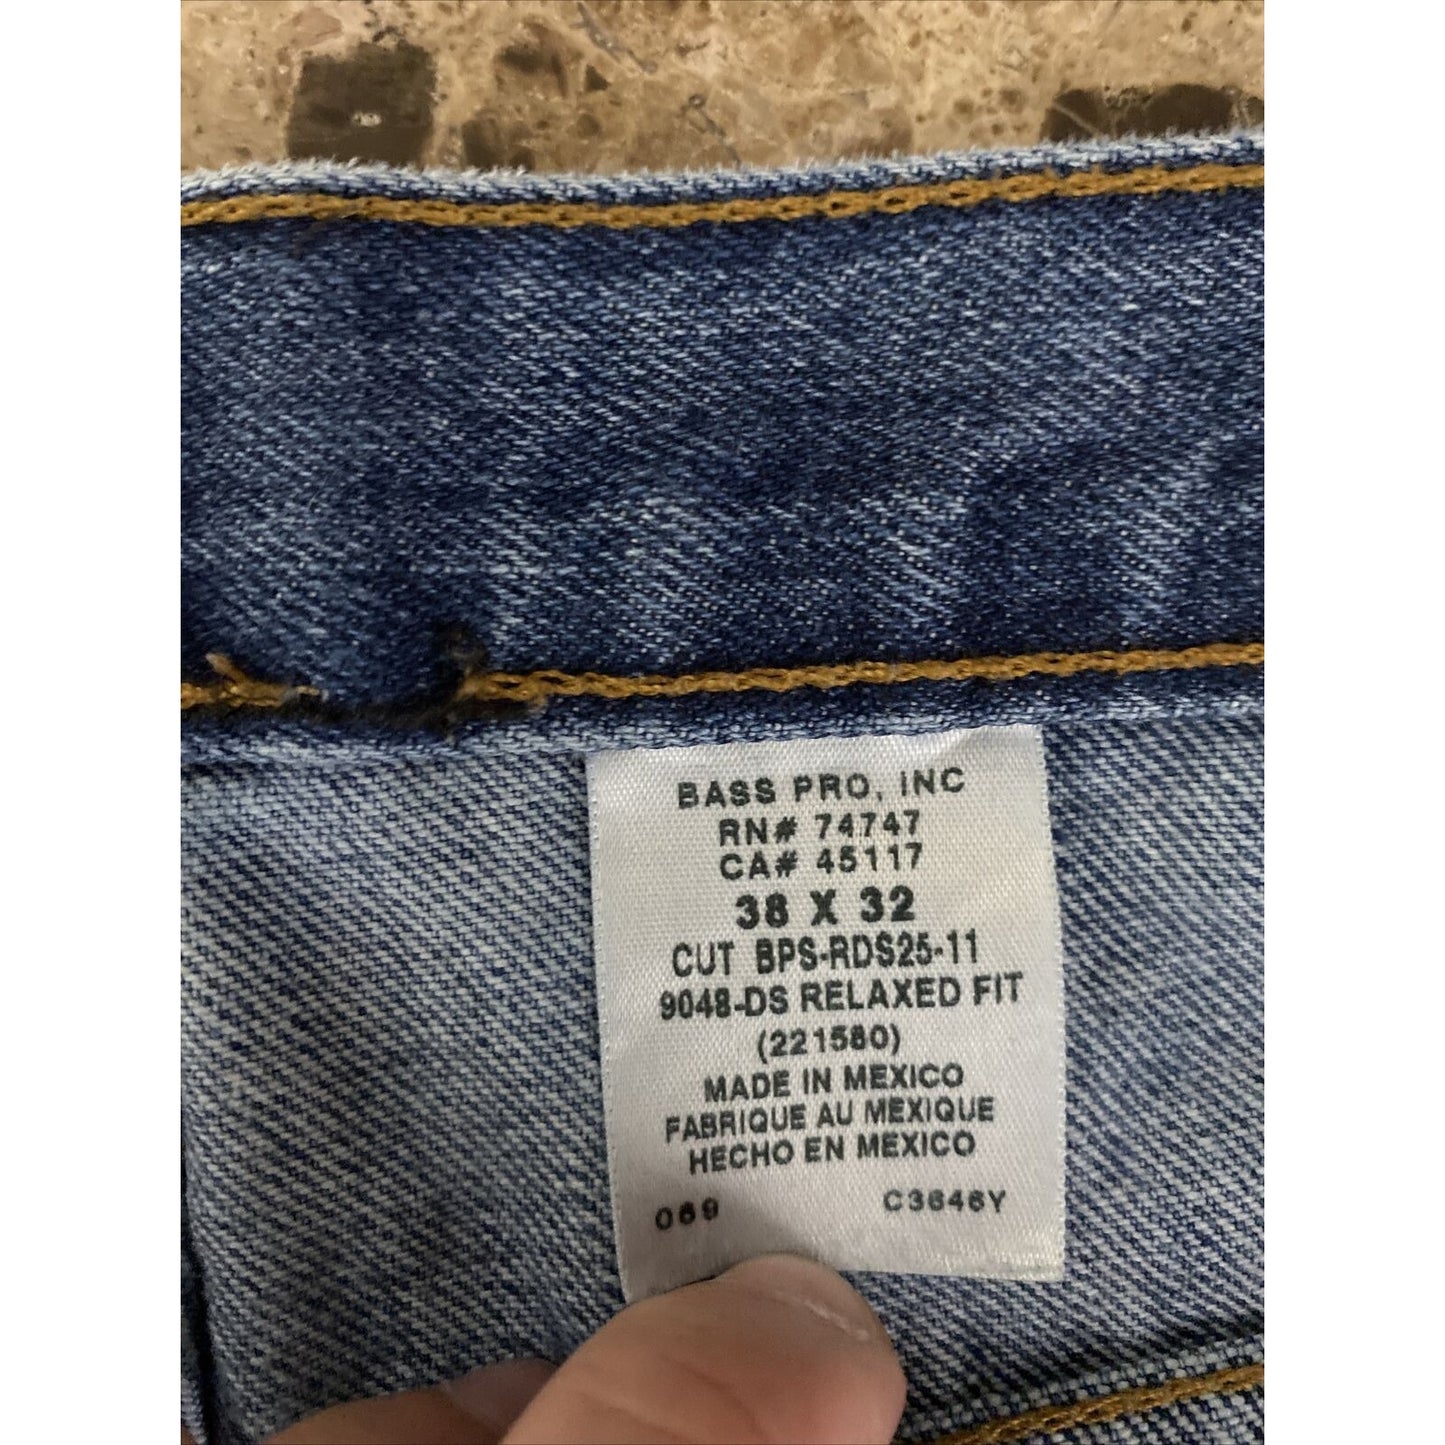 BASS PRO, INC
RN# 74747
CA# 45117
38 X 32
CUT BPS-RDS25-11
9048-DS RELAXED FIT
(221580)
MADE IN MEXICO
FABRIQUE AU MEXIQUE
HECHO EN MEXICO
069 C3646Y